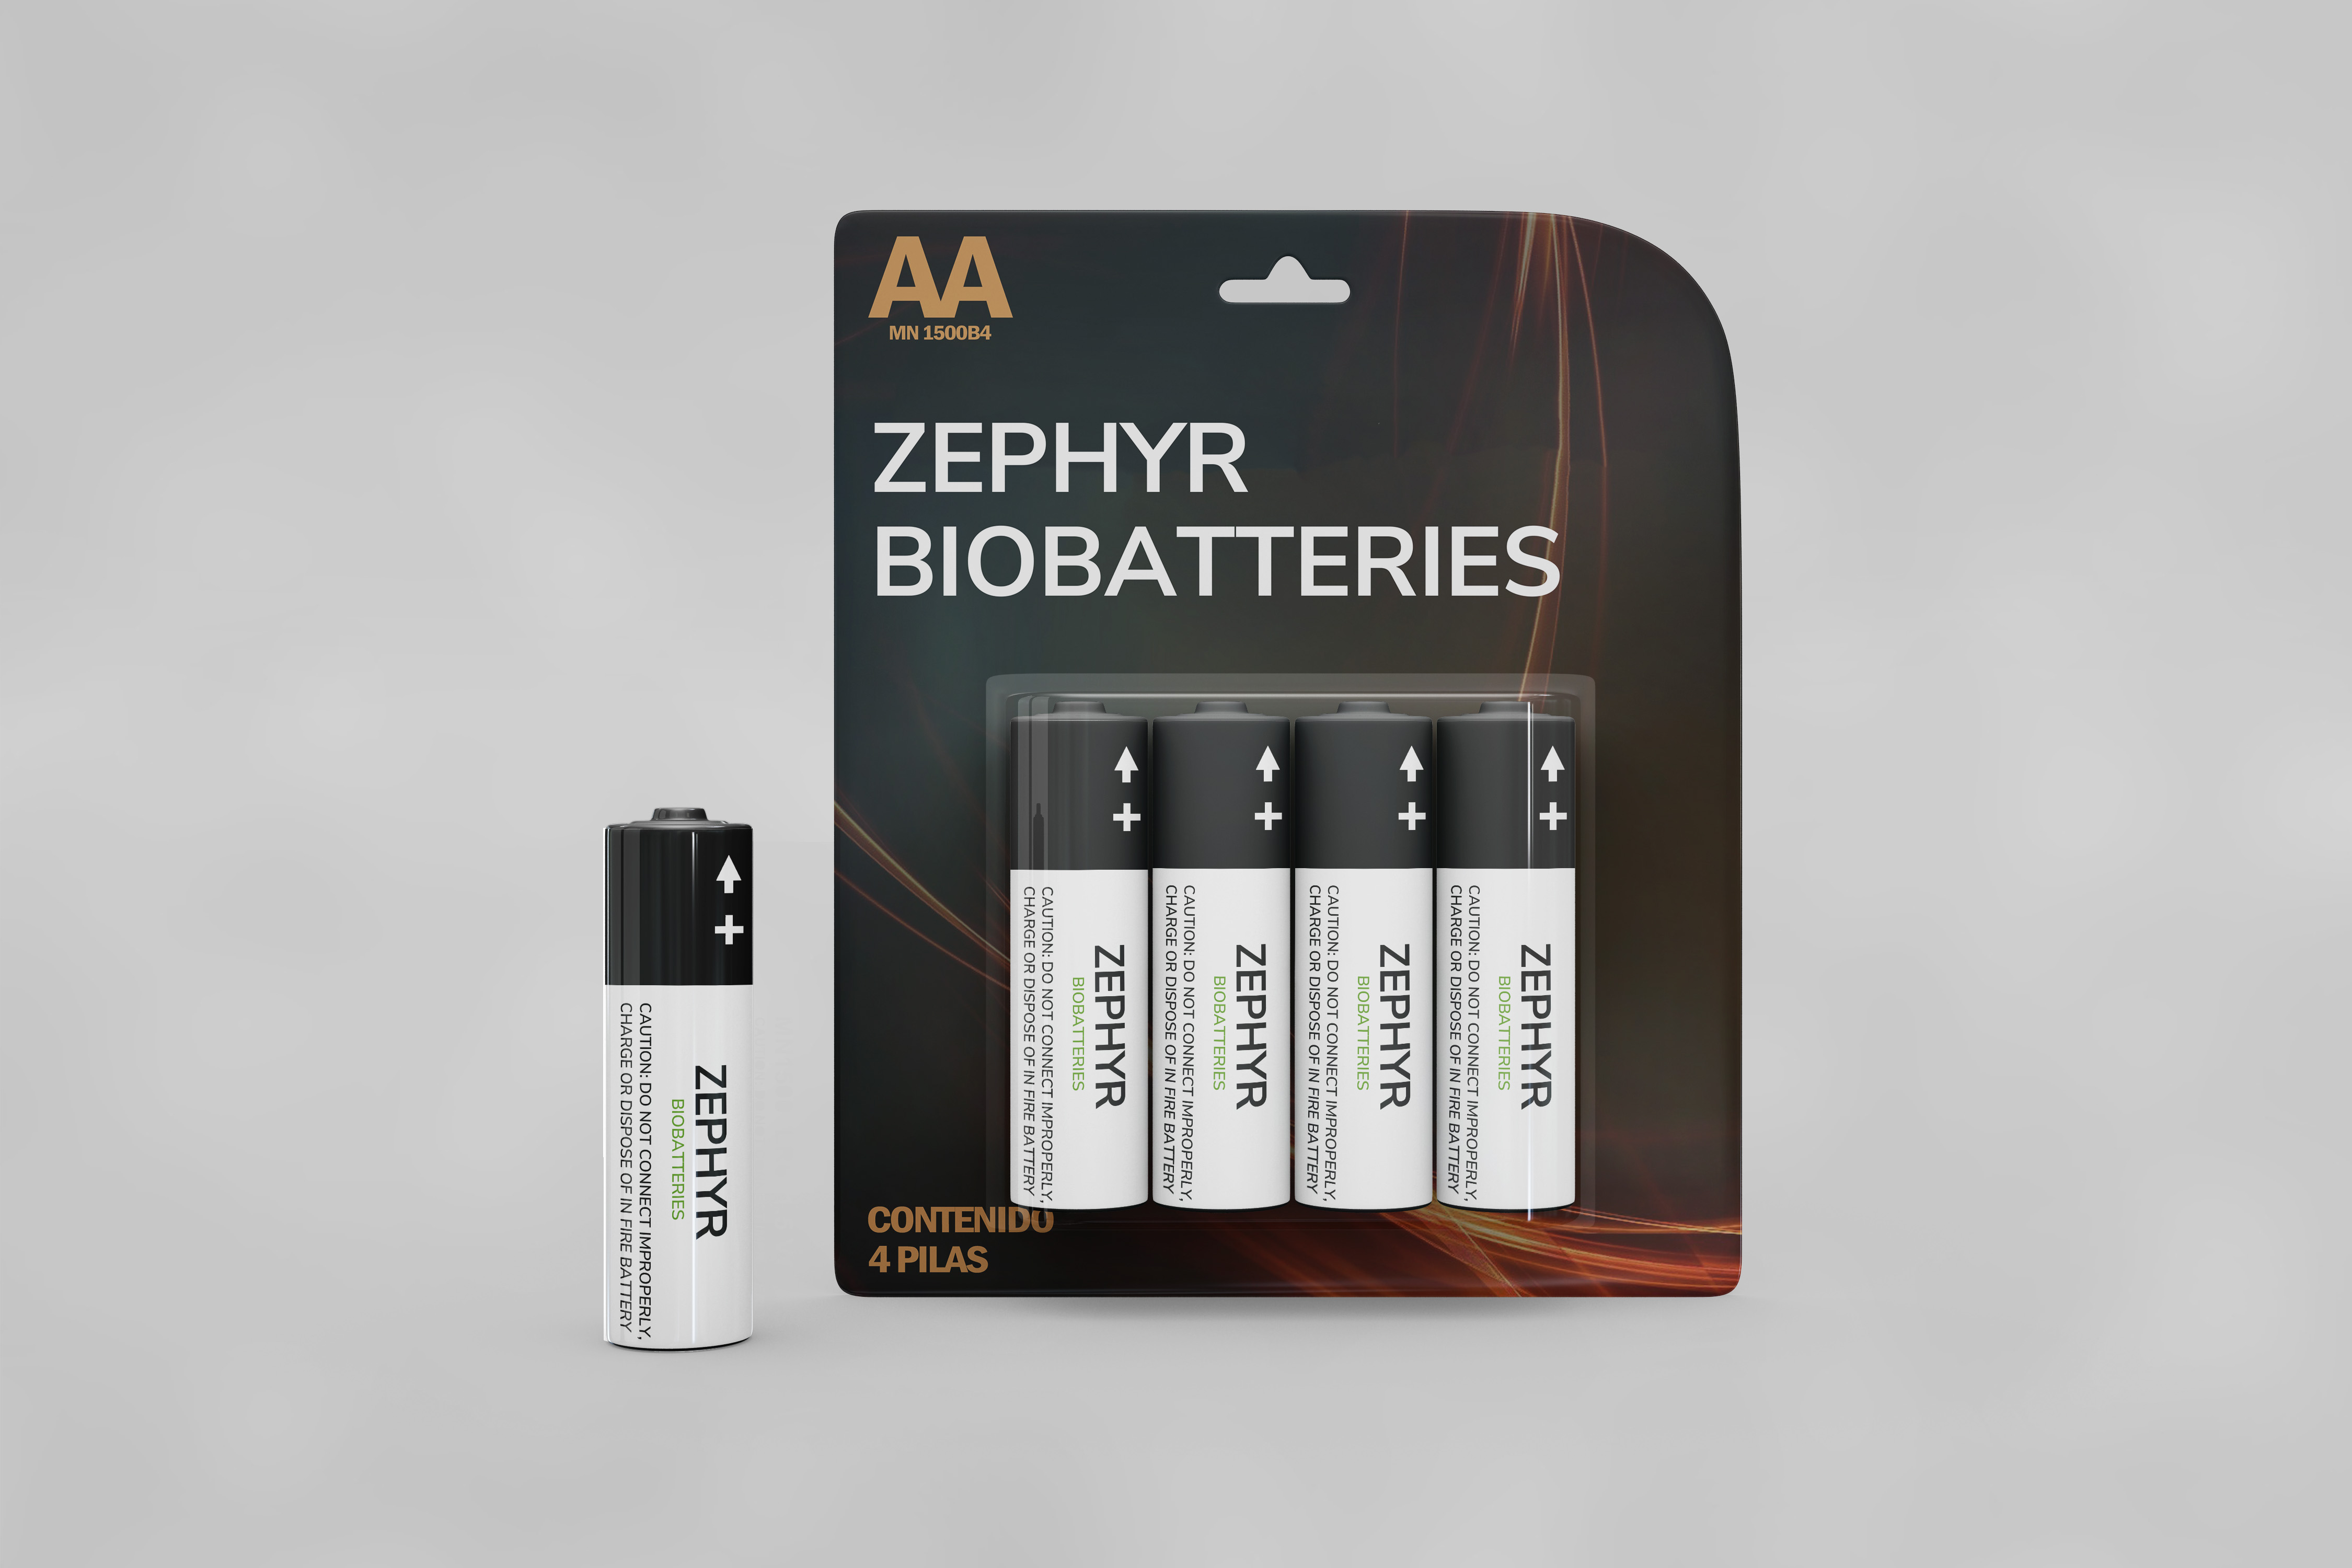 AA
MN 1500B4
ZEPHYR
BIOBATTERIES
+
+
+
+
ZEPHYR
BIOBATTERIES
CAUTION: DO NOT CONNECT IMPROPERLY,
CHARGE OR DISPOSE OF IN FIRE BATTERY
ZEPHYR
BIOBATTERIES
CAUTION: DO NOT CONNECT IMPROPERLY,
CHARGE OR DISPOSE OF IN FIRE BATTERY
ZEPHYR
BIOBATTERIES
CAUTION: DO NOT CONNECT IMPROPERLY,
CHARGE OR DISPOSE OF IN FIRE BATTERY
ZEPHYR
BIOBATTERIES
CAUTION: DO NOT CONNECT IMPROPERLY,
CHARGE OR DISPOSE OF IN FIRE BATTERY
CONTENIDO
4 PILAS
+
ZEPHYR
BIOBATTERIES
CAUTION: DO NOT CONNECT IMPROPERLY,
CHARGE OR DISPOSE OF IN FIRE BATTERY